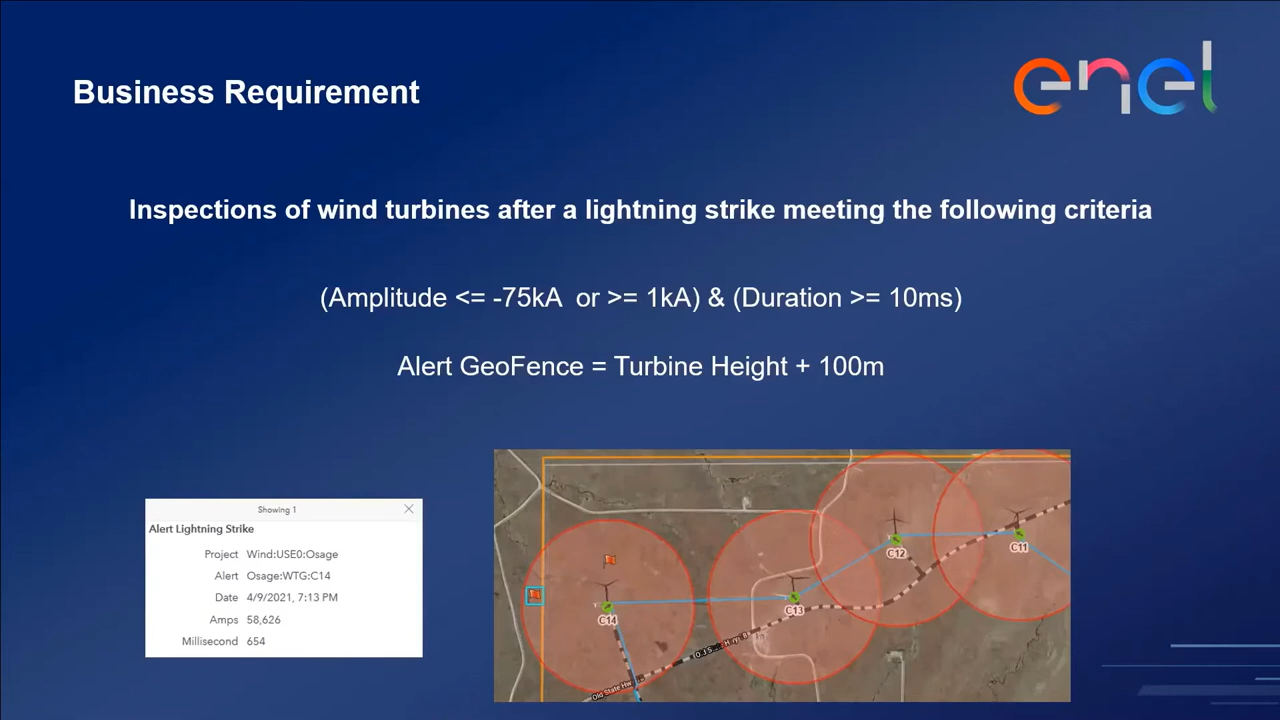 Business Requirement
enel
Inspections of wind turbines after a lightning strike meeting the following criteria
(Amplitude <= -75kA or >= 1kA) & (Duration >= 10ms)
Alert GeoFence = Turbine Height + 100m
Showing 1
Alert Lightning Strike
Project Wind:USE0:Osage
Alert Osage:WTG:C14
Date 4/9/2021, 7:13 PM
Amps 58,626
Millisecond 654
C12
C11
C13
C14
Old State Hw